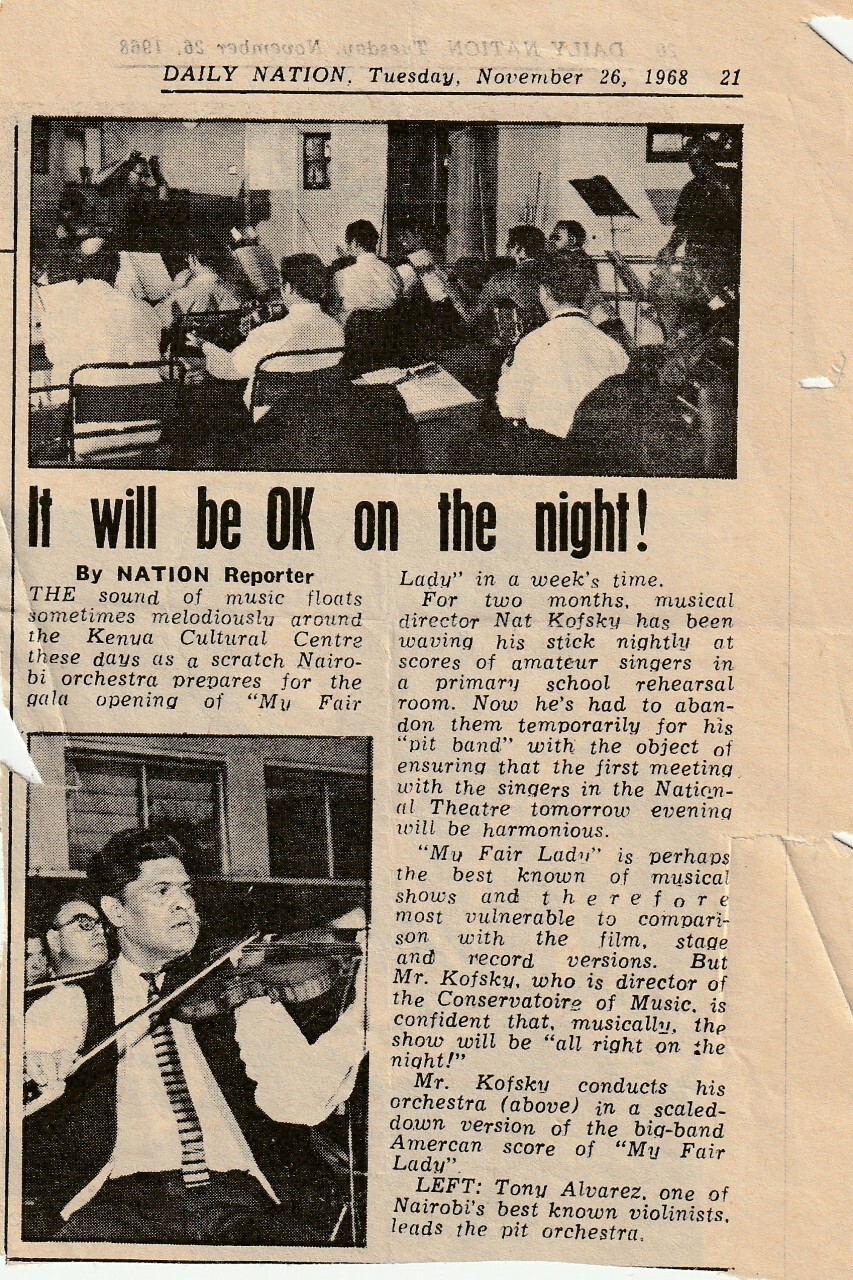 26 DAILY NATION, Tuesday, November 26, 1968
DAILY NATION, Tuesday, November 26, 1968 21
It will be OK on the night!
By NATION Reporter
THE sound of music floats
sometimes melodiously around
the Kenya Cultural Centre
these days as a scratch Nairo-
bi orchestra prepares for the
gala opening of "My Fair
Lady" in a week's time.
For two months, musical
director Nat Kofsky has been
waving his stick nightly at
scores of amateur singers in
a primary school rehearsal
room. Now he's had to aban-
don them temporarily for his
"pit band" with the object of
ensuring that the first meeting
with the singers in the Nation-
al Theatre tomorrow evening
will be harmonious.
"My Fair Lady" is perhaps
the best known of musical
shows and therefore
most vulnerable to compari-
son with the film, stage
and record versions. But
Mr. Kofsky, who is director of
the Conservatoire of Music, is
confident that, musically, the
show will be "all right on the
night!"
Mr. Kofsky conducts his
orchestra (above) in a scaled-
down version of the big-band
Amercan score of "My Fair
Lady".
LEFT: Tony Alvarez, one of
Nairobi's best known violinists,
leads the pit orchestra.